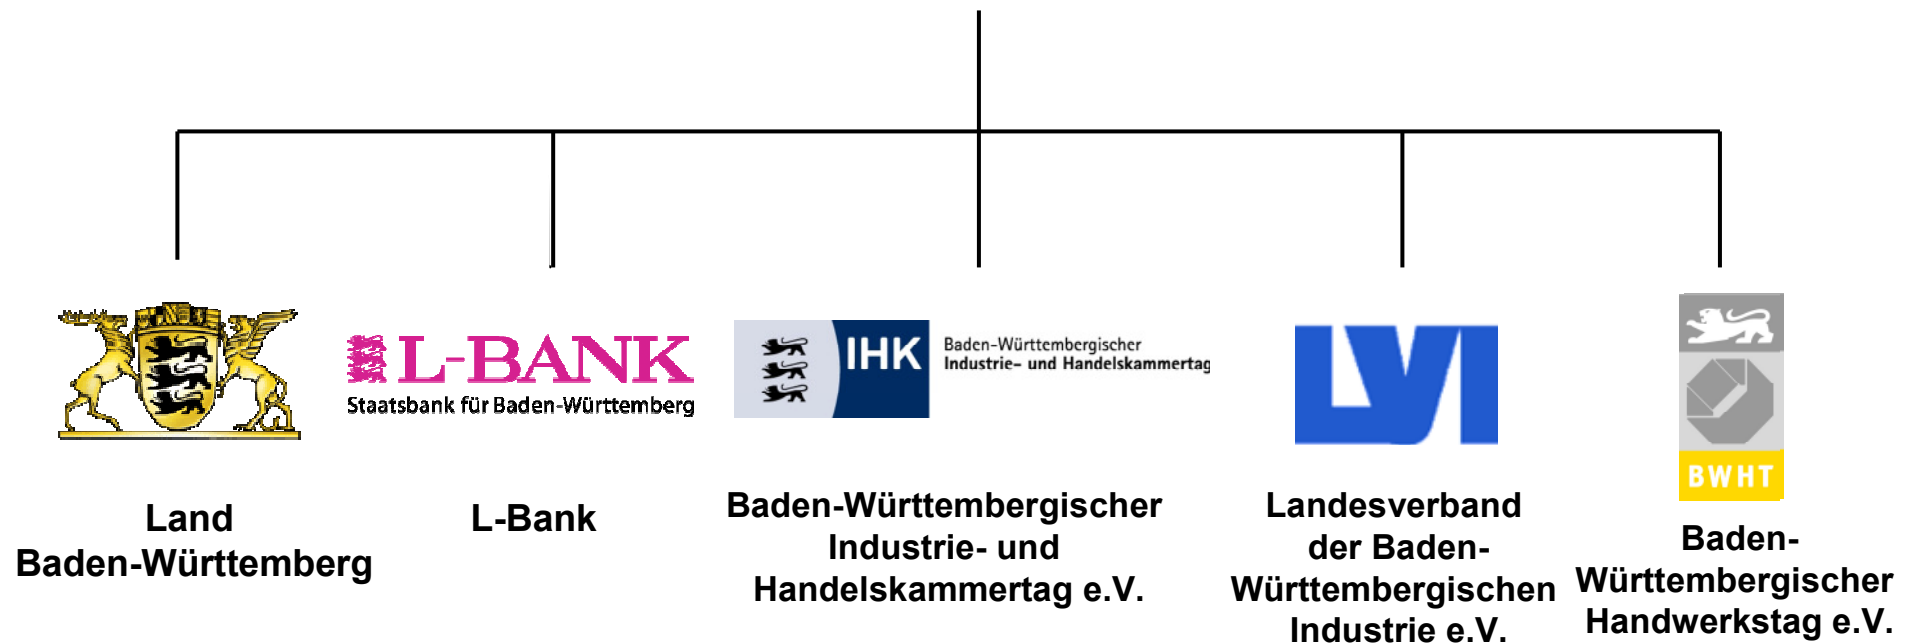 L-BANK
Staatsbank für Baden-Württemberg
IHK
Baden-Württembergischer
Industrie- und Handelskammertag
LVI
BWHT
Land
Baden-Württemberg
L-Bank
Baden-Württembergischer
Industrie- und
Handelskammertag e.V.
Landesverband
der Baden-
Württembergischen
Industrie e.V.
Baden-
Württembergischer
Handwerkstag e.V.